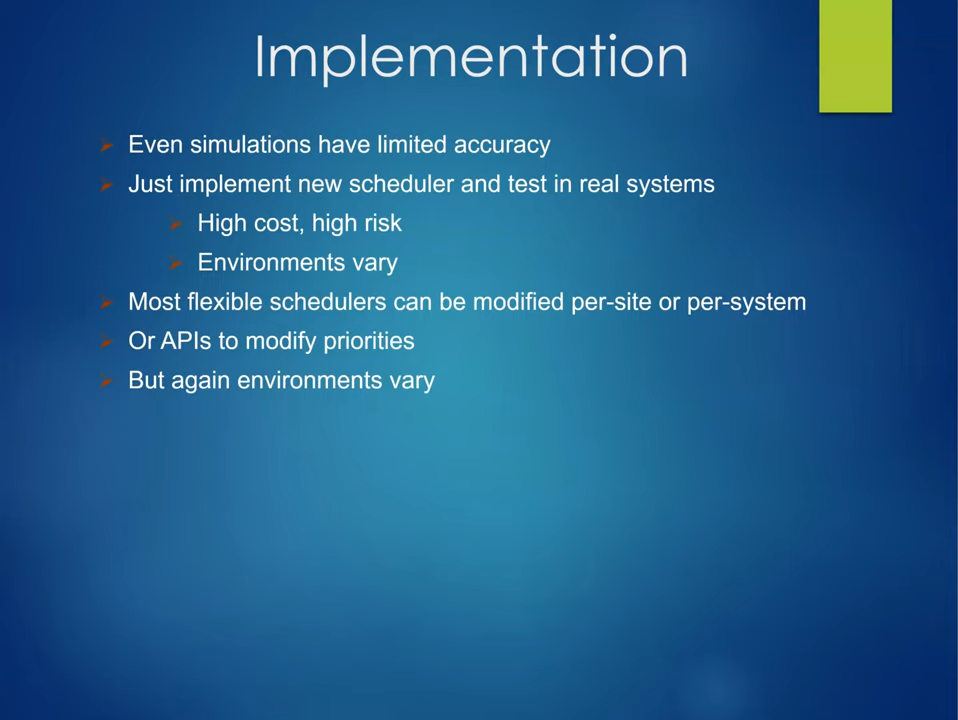 Implementation
Even simulations have limited accuracy
Just implement new scheduler and test in real systems
High cost, high risk
Environments vary
Most flexible schedulers can be modified per-site or per-system
Or APIs to modify priorities
But again environments vary